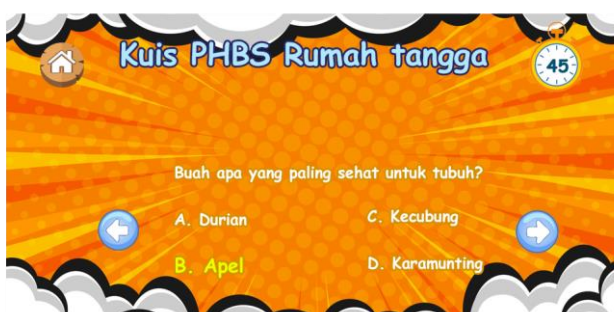 Kuis PHBS Rumah tangga
45
Buah apa yang paling sehat untuk tubuh?
A. Durian
B. Apel
C. Kecubung
D. Karamunting